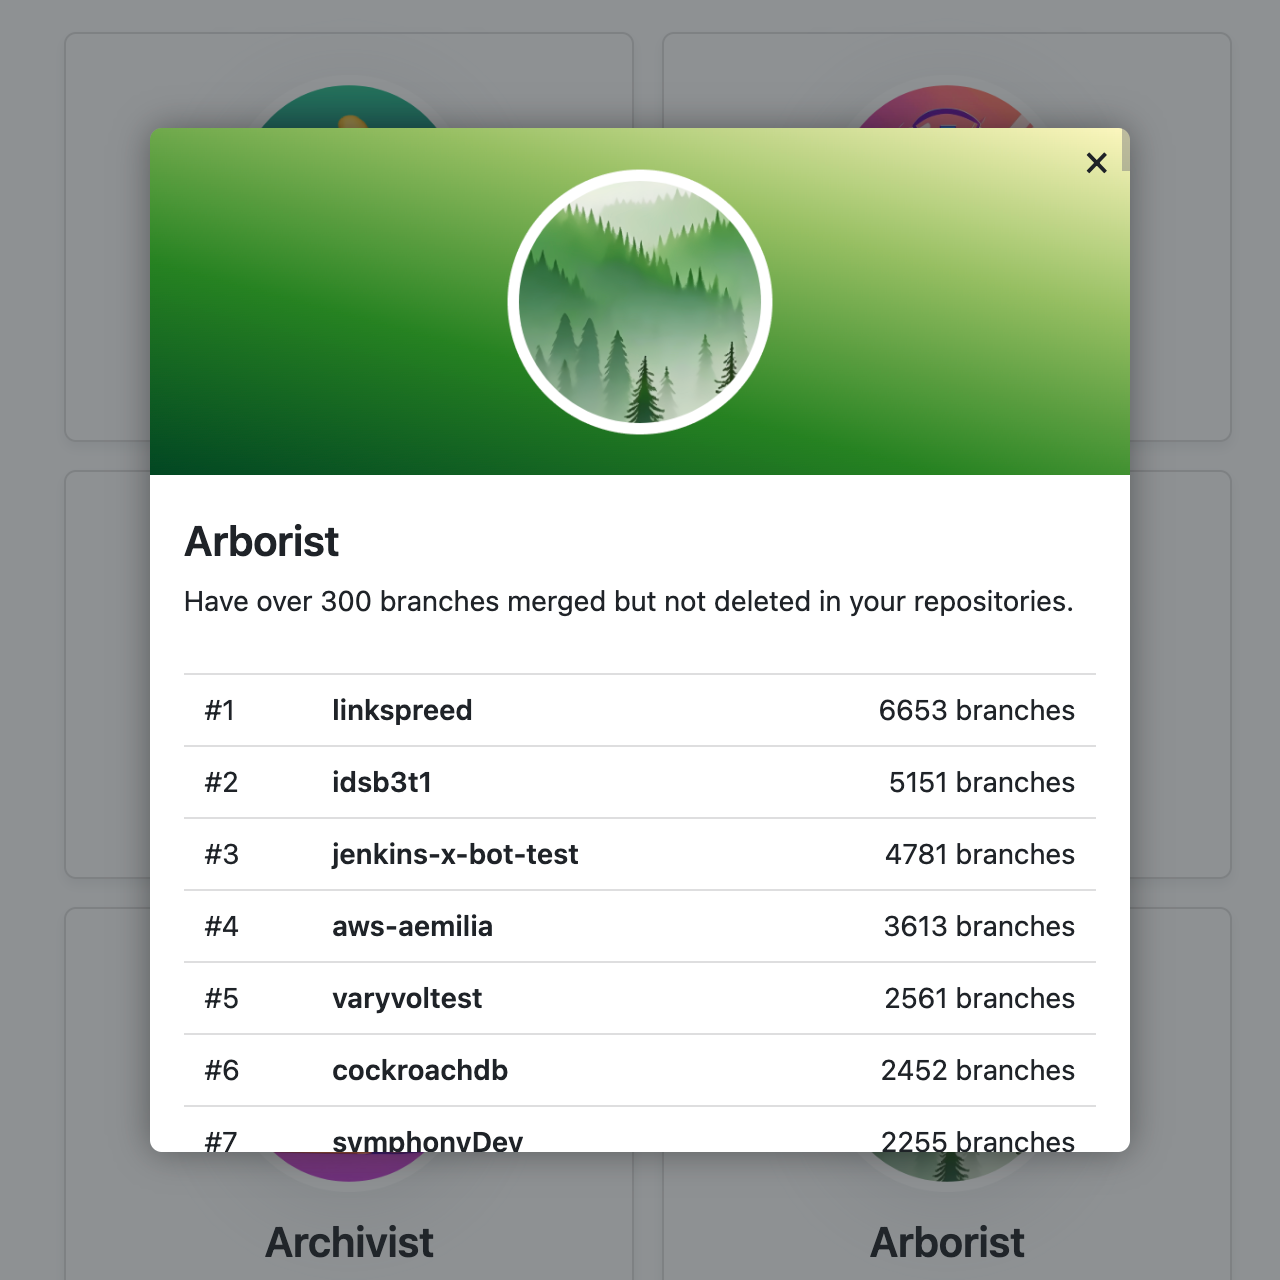 Arborist
Have over 300 branches merged but not deleted in your repositories.
#1 linkspreed 6653 branches
#2 idsb3t1 5151 branches
#3 jenkins-x-bot-test 4781 branches
#4 aws-aemilia 3613 branches
#5 varyvoltest 2561 branches
#6 cockroachdb 2452 branches
#7 symphonyDev 2255 branches
Archivist Arborist